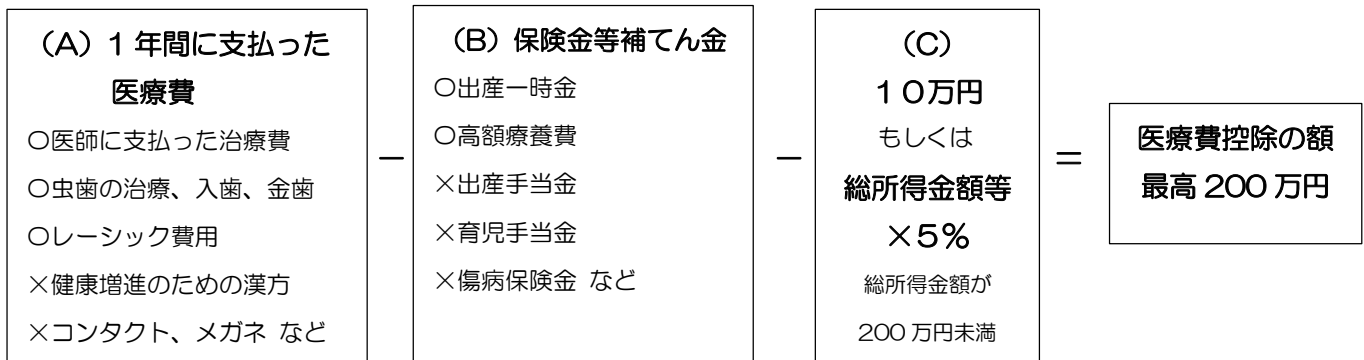 （A）1年間に支払った
医療費
○医師に支払った治療費
○虫歯の治療、入歯、金歯
○レーシック費用
×健康増進のための漢方
×コンタクト、メガネ など
－
（B）保険金等補てん金
○出産一時金
○高額療養費
×出産手当金
×育児手当金
×傷病保険金 など
－
（C）
１０万円
もしくは
総所得金額等
×5％
総所得金額が
200万円未満
＝
医療費控除の額
最高200万円